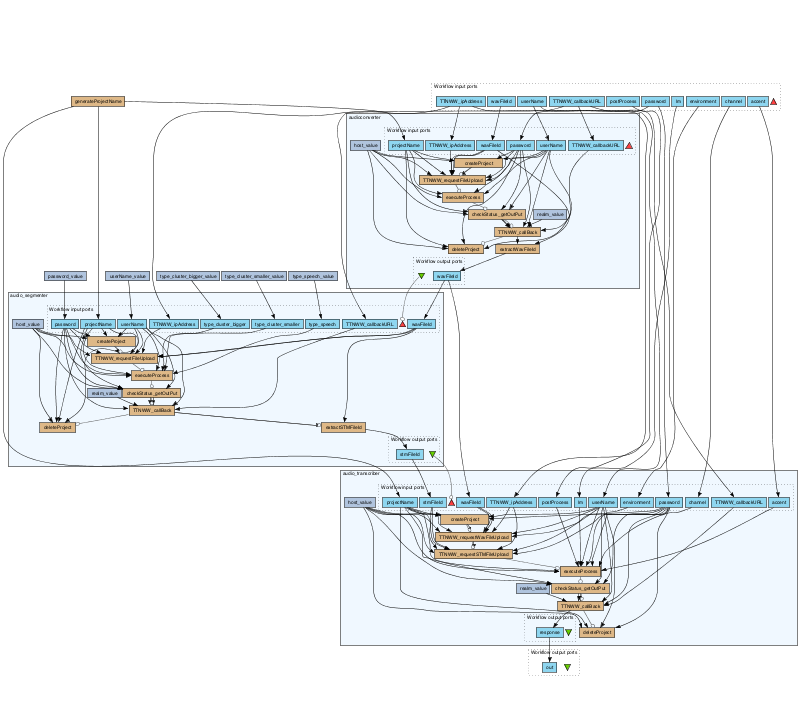 Workflow input ports
generateProjectName
TTNWW_ipAddress wavFileId userName TTNWW_callbackURL postProcess password lm environment channel accent
audioconverter
Workflow input ports
host_value projectName TTNWW_ipAddress wavFileId password userName TTNWW_callbackURL
createProject
TTNWW_requestFileUpload
executeProcess
checkStatus_getOutPut realm_value
TTNWW_callBack
deleteProject extractWavFileId
Workflow output ports
wavFileId
password_value userName_value type_cluster_bigger_value type_cluster_smaller_value type_speech_value
audio_segmenter
Workflow input ports
host_value password projectName userName TTNWW_ipAddress type_cluster_bigger type_cluster_smaller type_speech TTNWW_callbackURL wavFileId
createProject
TTNWW_requestFileUpload
executeProcess
realm_value checkStatus_getOutPut
TTNWW_callBack
deleteProject extractSTMFileId
Workflow output ports
stmFileId
audio_transcriber
Workflow input ports
host_value projectName stmFileId wavFileId TTNWW_ipAddress postProcess lm userName environment password channel TTNWW_callbackURL accent
createProject
TTNWW_requestWavFileUpload
TTNWW_requestSTMFileUpload
executeProcess
realm_value checkStatus_getOutPut
TTNWW_callBack
Workflow output ports
response deleteProject
Workflow output ports
out